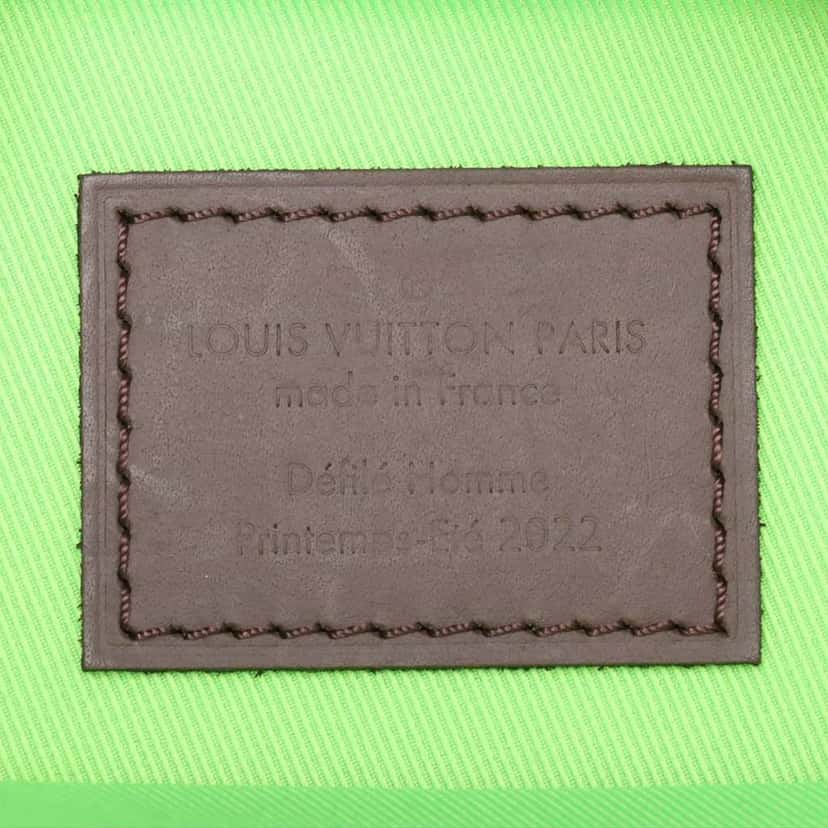 LOUIS VUITTON PARIS
made in France
Défilé Homme
Printemps-Été 2022